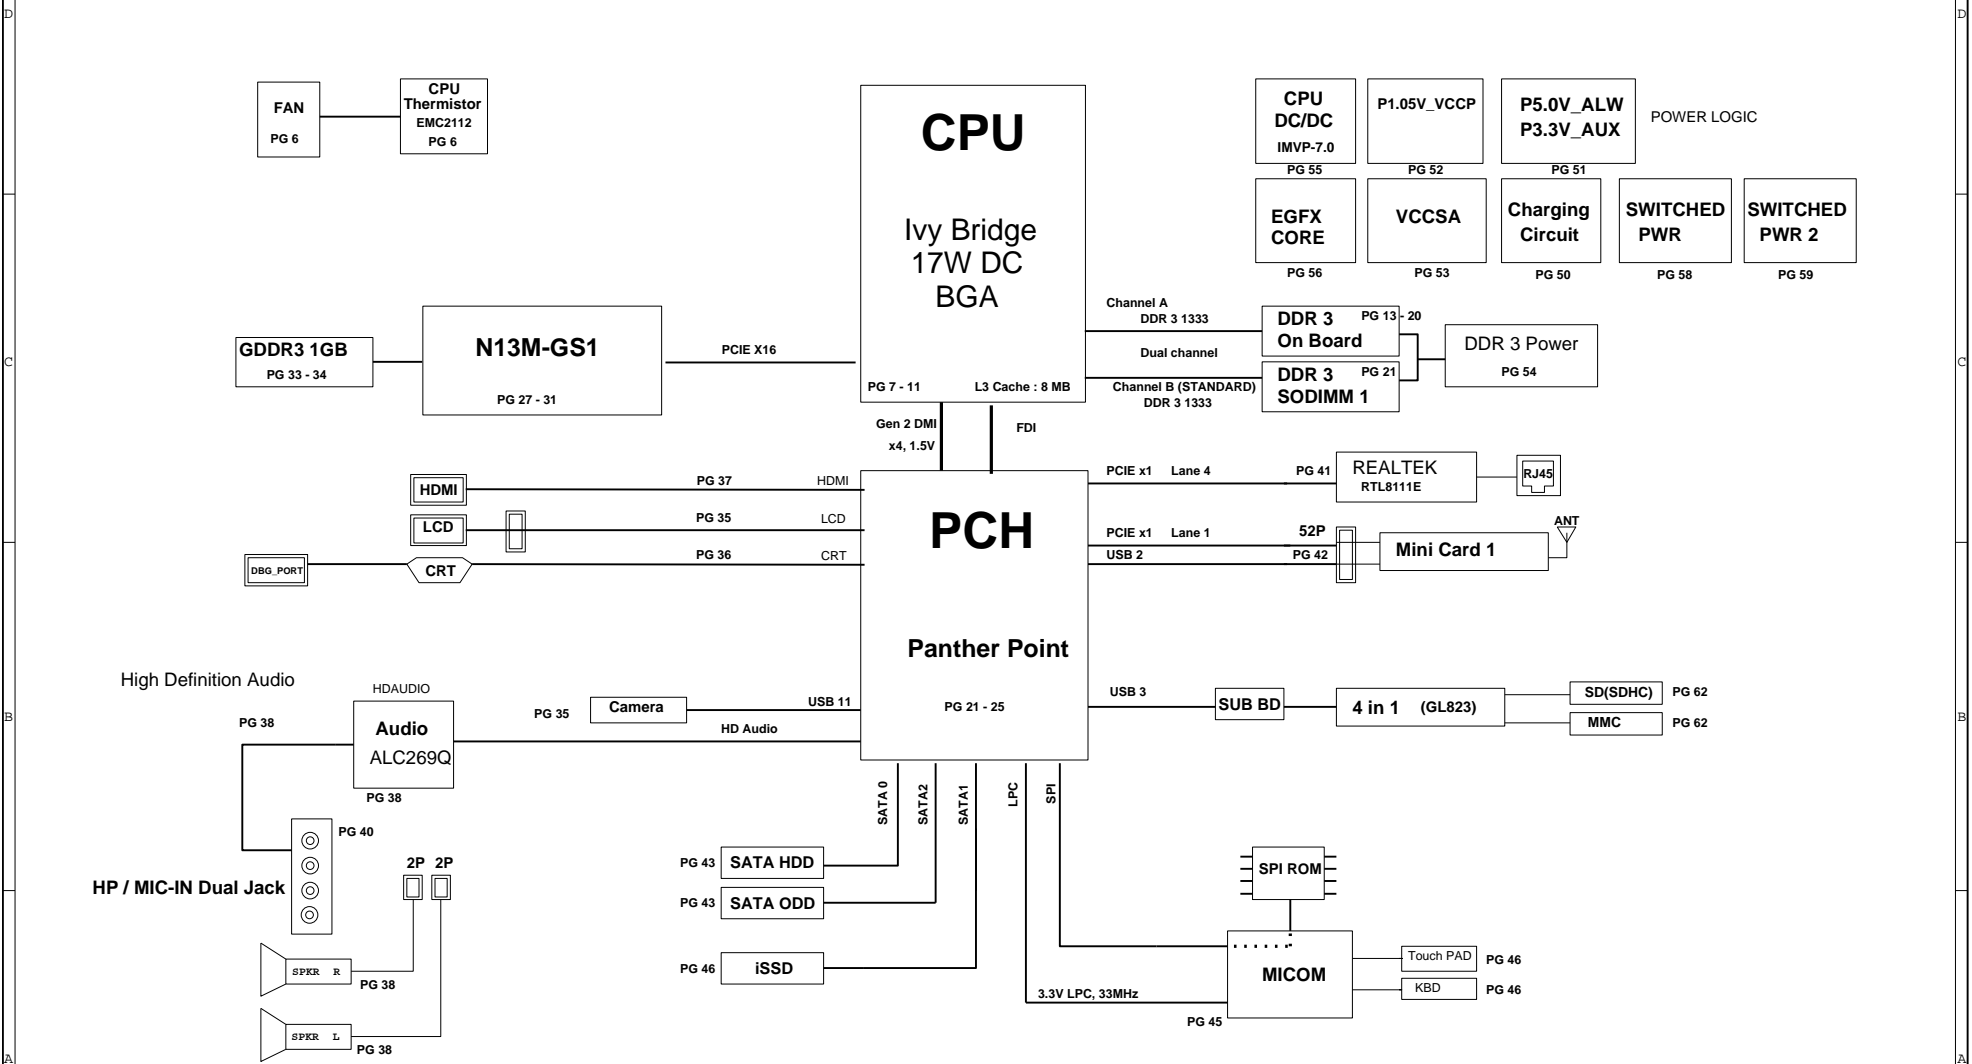 D
D
FAN
PG 6
CPU
Thermistor
EMC2112
PG 6
CPU
Ivy Bridge
17W DC
BGA
PG 7 - 11
L3 Cache : 8 MB
CPU
DC/DC
IMVP-7.0
PG 55
P1.05V_VCCP
PG 52
P5.0V_ALW
P3.3V_AUX
PG 51
POWER LOGIC
EGFX
CORE
PG 56
VCCSA
PG 53
Charging
Circuit
PG 50
SWITCHED
PWR
PG 58
SWITCHED
PWR 2
PG 59
C
C
GDDR3 1GB
PG 33 - 34
N13M-GS1
PG 27 - 31
PCIE X16
Channel A
DDR 3 1333
Dual channel
Channel B (STANDARD)
DDR 3 1333
DDR 3
PG 13 - 20
On Board
DDR 3
PG 21
SODIMM 1
DDR 3 Power
PG 54
Gen 2 DMI
x4, 1.5V
FDI
HDMI
PG 37
HDMI
LCD
PG 35
LCD
DBG_PORT
CRT
PG 36
CRT
PCH
Panther Point
PG 21 - 25
PCIE x1
Lane 4
PG 41
REALTEK
RTL8111E
RJ45
PCIE x1
Lane 1
52P
USB 2
PG 42
Mini Card 1
ANT
B
B
High Definition Audio
HDAUDIO
PG 38
Audio
ALC269Q
PG 38
PG 35
Camera
USB 11
HD Audio
USB 3
SUB BD
4 in 1
(GL823)
SD(SDHC)
PG 62
MMC
PG 62
SATA 0
SATA2
SATA1
LPC
SPI
PG 40
HP / MIC-IN Dual Jack
2P
2P
SPKR R
PG 38
SPKR L
PG 38
PG 43
SATA HDD
PG 43
SATA ODD
PG 46
iSSD
SPI ROM
MICOM
3.3V LPC, 33MHz
PG 45
Touch PAD
PG 46
KBD
PG 46
A
A